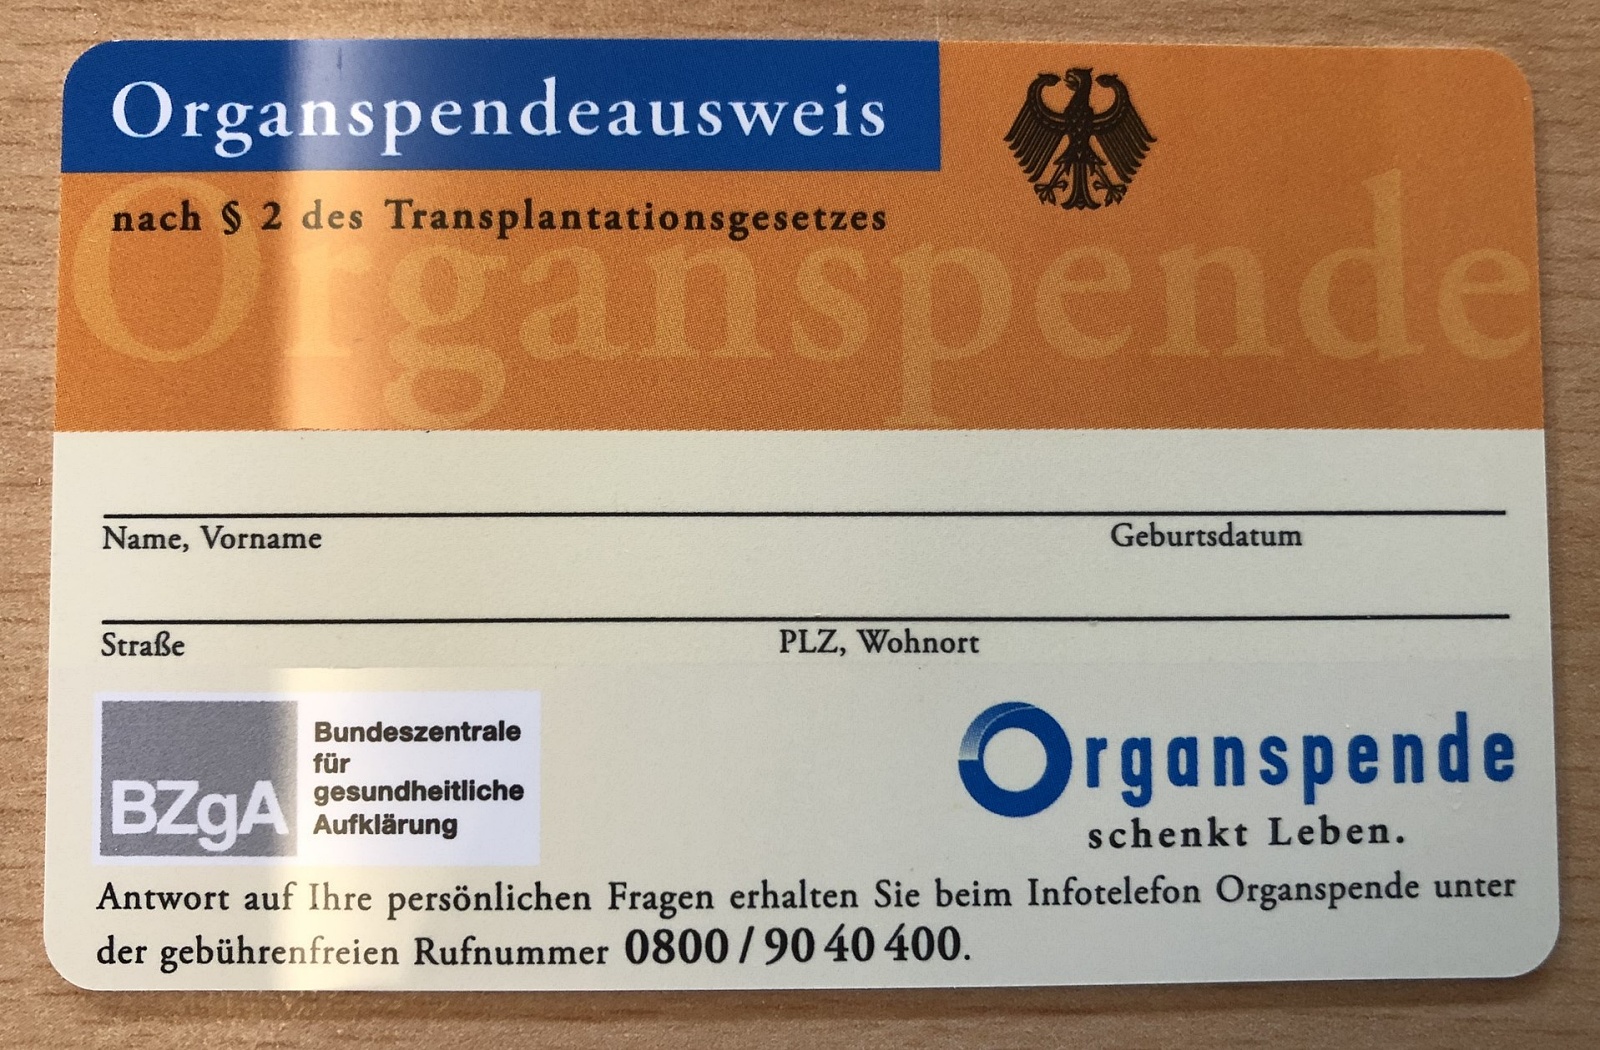 Organspendeausweis
nach § 2 des Transplantationsgesetzes
Organspende
Name, Vorname Geburtsdatum
Straße PLZ, Wohnort
BZgA
Bundeszentrale
für
gesundheitliche
Aufklärung
Organspende
schenkt Leben.
Antwort auf Ihre persönlichen Fragen erhalten Sie beim Infotelefon Organspende unter
der gebührenfreien Rufnummer 0800 / 90 40 400.